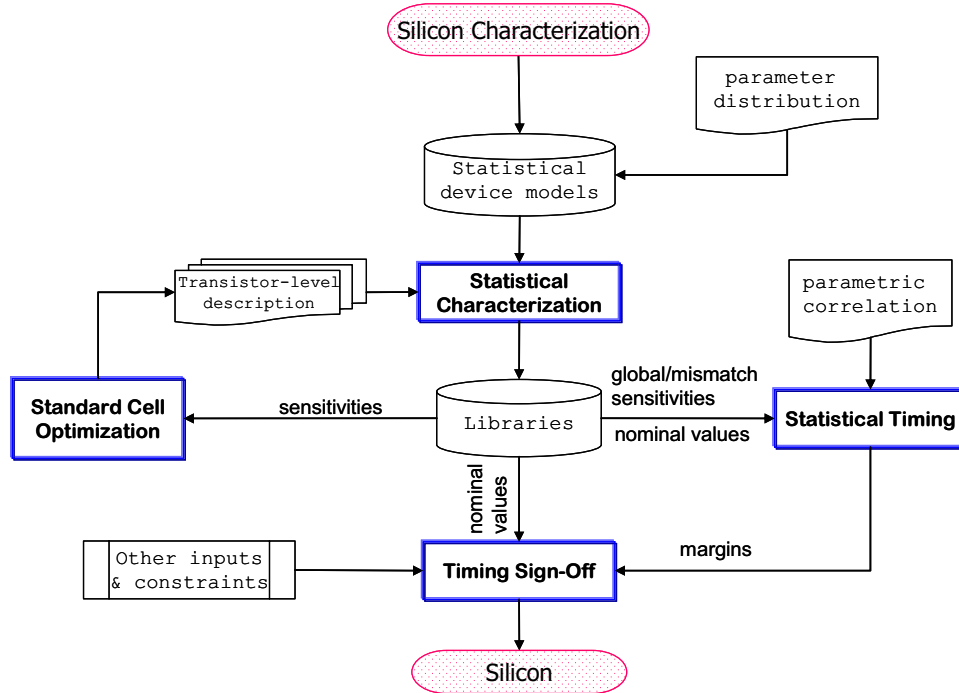 Silicon Characterization
parameter
distribution
Statistical
device models
Transistor-level
description
Statistical
Characterization
parametric
correlation
Standard Cell
Optimization
sensitivities
Libraries
global/mismatch
sensitivities
nominal values
Statistical Timing
nominal
values
Other inputs
& constraints
Timing Sign-Off
margins
Silicon